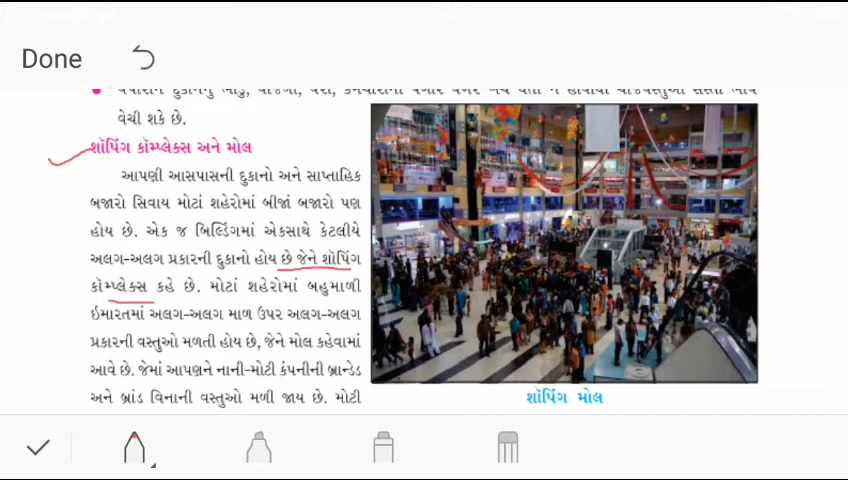 Done
વેચી શકે છે.
શૉપિંગ કૉમ્પ્લેક્સ અને મોલ
આપણી આસપાસની દુકાનો અને સાપ્તાહિક
બજારો સિવાય મોટાં શહેરોમાં બીજાં બજારો પણ
હોય છે. એક જ બિલ્ડિંગમાં એકસાથે કેટલીયે
અલગ-અલગ પ્રકારની દુકાનો હોય છે જેને શૉપિંગ
કૉમ્પ્લેક્સ કહે છે. મોટાં શહેરોમાં બહુમાળી
ઈમારતમાં અલગ-અલગ માળ ઉપર અલગ-અલગ
પ્રકારની વસ્તુઓ મળતી હોય છે, જેને મોલ કહેવામાં
આવે છે. જેમાં આપણને નાની-મોટી કંપનીની બ્રાન્ડેડ
અને બ્રાંડ વિનાની વસ્તુઓ મળી જાય છે. મોટી
શૉપિંગ મોલ